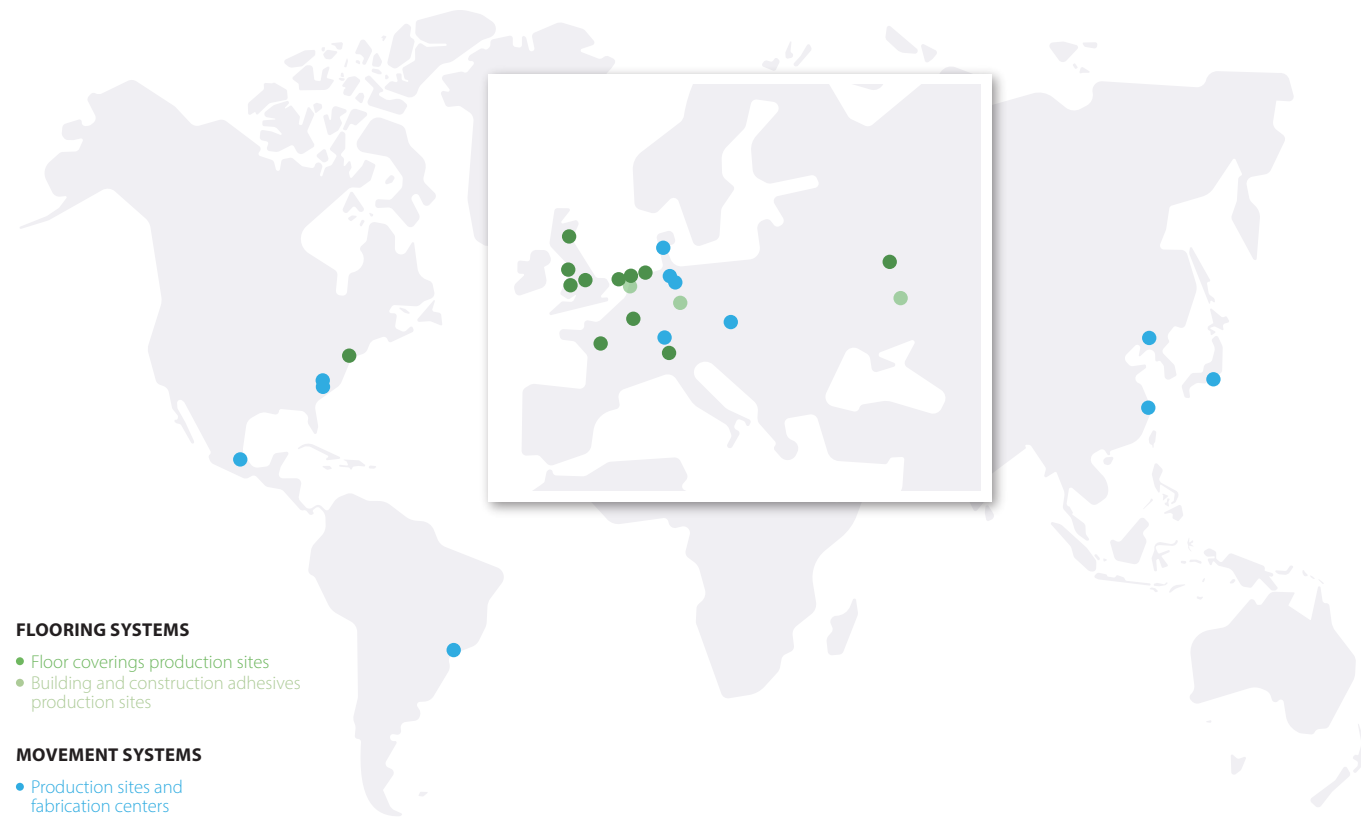 FLOORING SYSTEMS
Floor coverings production sites
Building and construction adhesives
production sites
MOVEMENT SYSTEMS
Production sites and
fabrication centers